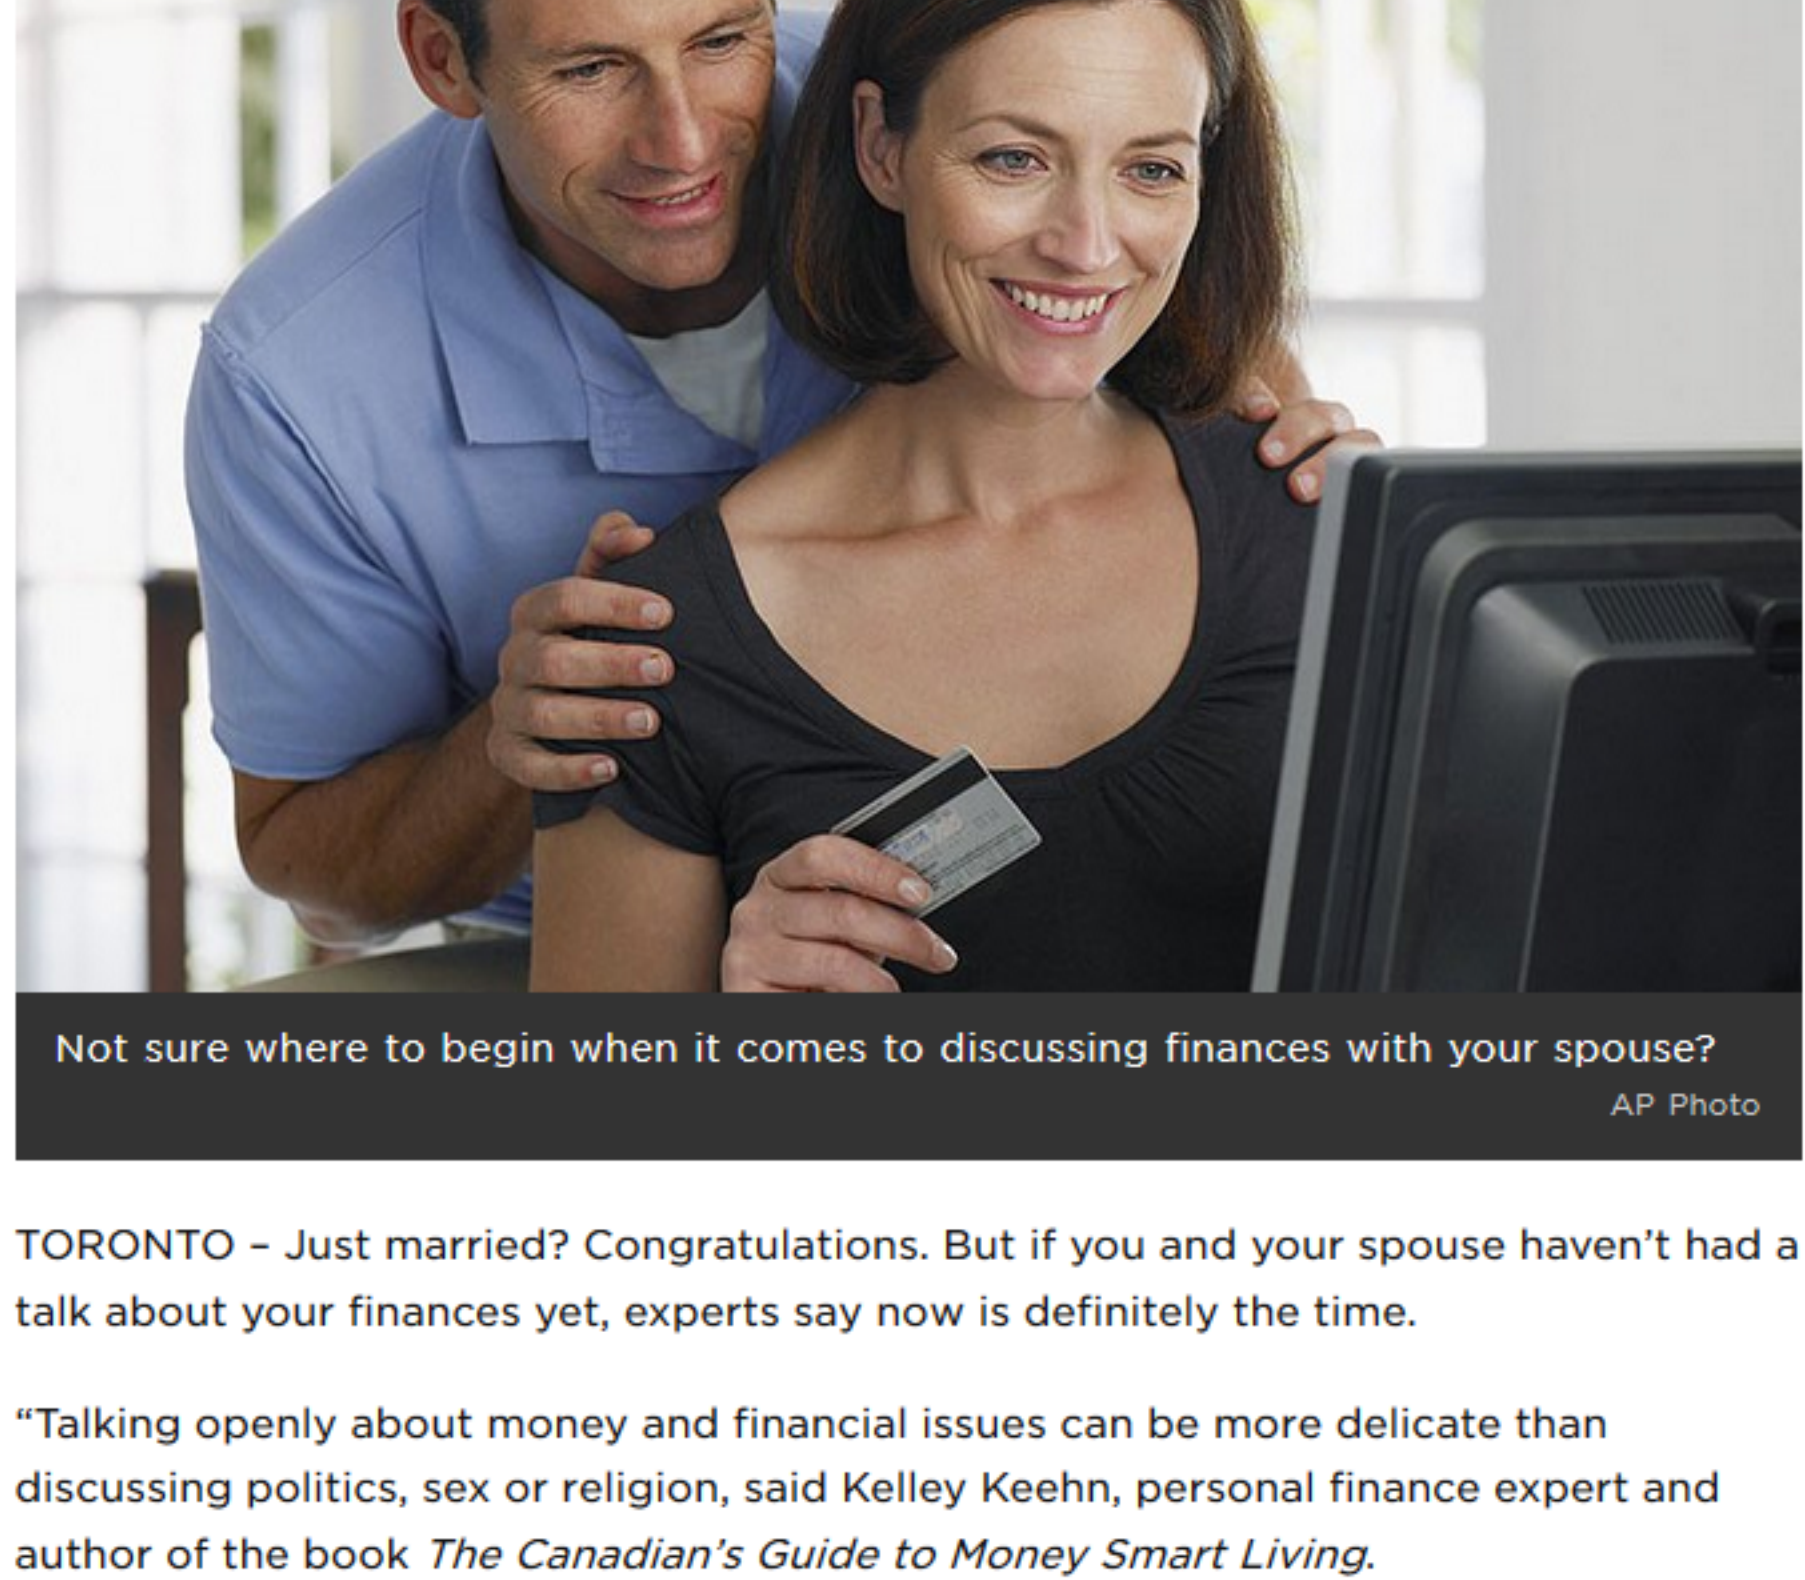 Not sure where to begin when it comes to discussing finances with your spouse?
AP Photo
TORONTO – Just married? Congratulations. But if you and your spouse haven’t had a
talk about your finances yet, experts say now is definitely the time.
“Talking openly about money and financial issues can be more delicate than
discussing politics, sex or religion, said Kelley Keehn, personal finance expert and
author of the book The Canadian’s Guide to Money Smart Living.